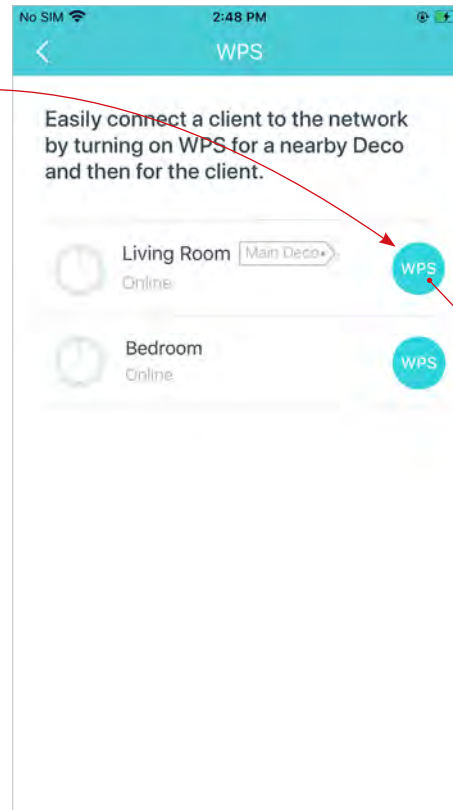 No SIM 2:48 PM
WPS
Easily connect a client to the network
by turning on WPS for a nearby Deco
and then for the client.
Living Room Main Deco
WPS
Online
Bedroom
WPS
Online